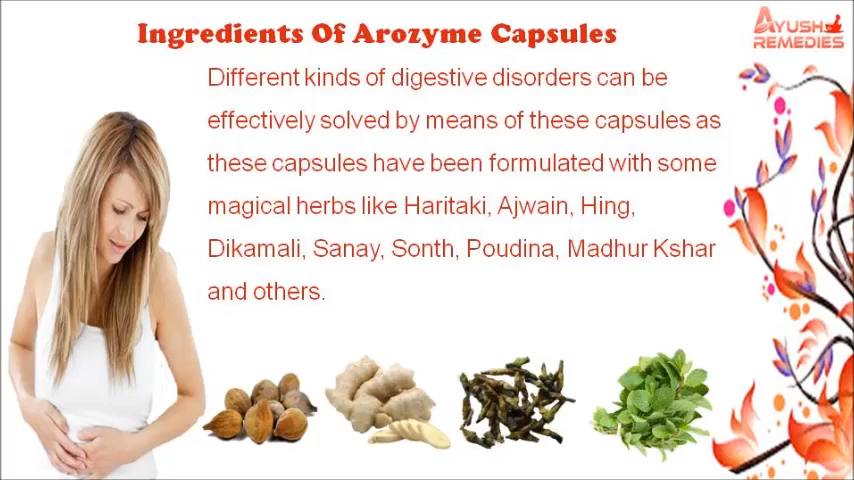 Ingredients Of Arozyme Capsules
AYUSH
REMEDIES
Different kinds of digestive disorders can be
effectively solved by means of these capsules as
these capsules have been formulated with some
magical herbs like Haritaki, Ajwain, Hing,
Dikamali, Sanay, Sonth, Poudina, Madhur Kshar
and others.